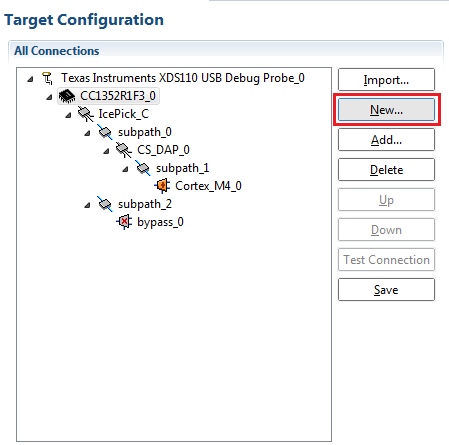 Target Configuration
All Connections
Texas Instruments XDS110 USB Debug Probe_0
CC1352R1F3_0
IcePick_C
subpath_0
CS_DAP_0
subpath_1
Cortex_M4_0
subpath_2
bypass_0
Import...
New...
Add...
Delete
Up
Down
Test Connection
Save